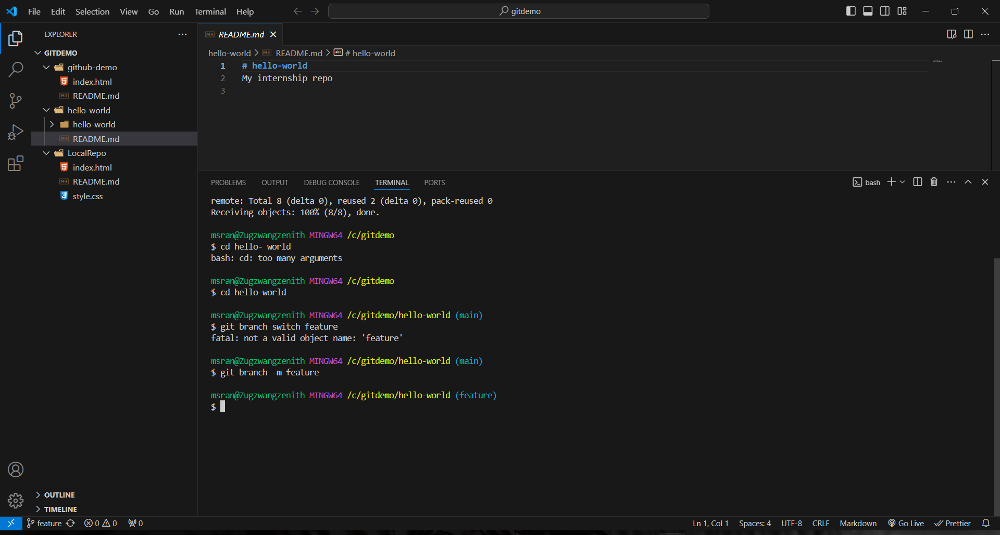 File Edit Selection View Go Run Terminal Help
gitdemo
EXPLORER
GITDEMO
github-demo
index.html
README.md
hello-world
hello-world
README.md
LocalRepo
index.html
README.md
style.css
OUTLINE
TIMELINE
README.md
hello-world > README.md > # hello-world
1 # hello-world
2 My internship repo
3
PROBLEMS OUTPUT DEBUG CONSOLE TERMINAL PORTS
bash
remote: Total 8 (delta 0), reused 2 (delta 0), pack-reused 0
Receiving objects: 100% (8/8), done.
msran@Zugzwangzenith MINGW64 /c/gitdemo
$ cd hello- world
bash: cd: too many arguments
msran@Zugzwangzenith MINGW64 /c/gitdemo
$ cd hello-world
msran@Zugzwangzenith MINGW64 /c/gitdemo/hello-world (main)
$ git branch switch feature
fatal: not a valid object name: 'feature'
msran@Zugzwangzenith MINGW64 /c/gitdemo/hello-world (main)
$ git branch -m feature
msran@Zugzwangzenith MINGW64 /c/gitdemo/hello-world (feature)
$
feature 0 0 0 Ln 1, Col 1 Spaces: 4 UTF-8 CRLF Markdown Go Live Prettier